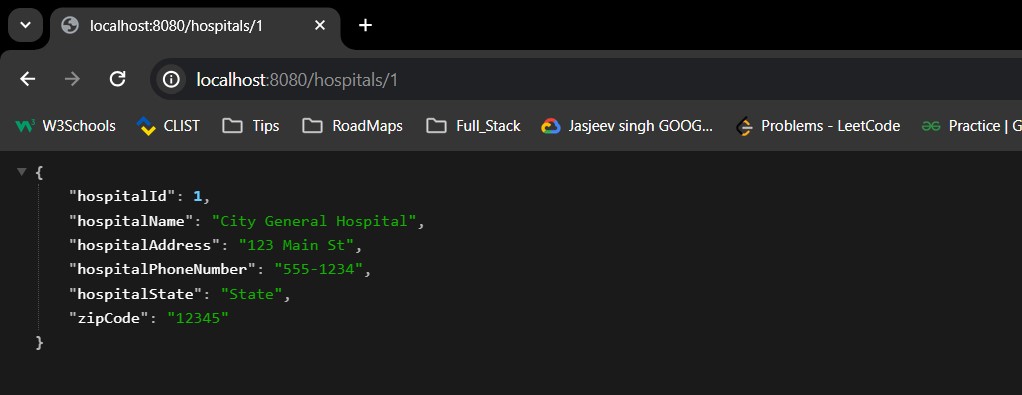 localhost:8080/hospitals/1
localhost:8080/hospitals/1
W3Schools CLIST Tips RoadMaps Full_Stack Jasjeev singh GOOG... Problems - LeetCode Practice | G
{
"hospitalId": 1,
"hospitalName": "City General Hospital",
"hospitalAddress": "123 Main St",
"hospitalPhoneNumber": "555-1234",
"hospitalState": "State",
"zipCode": "12345"
}